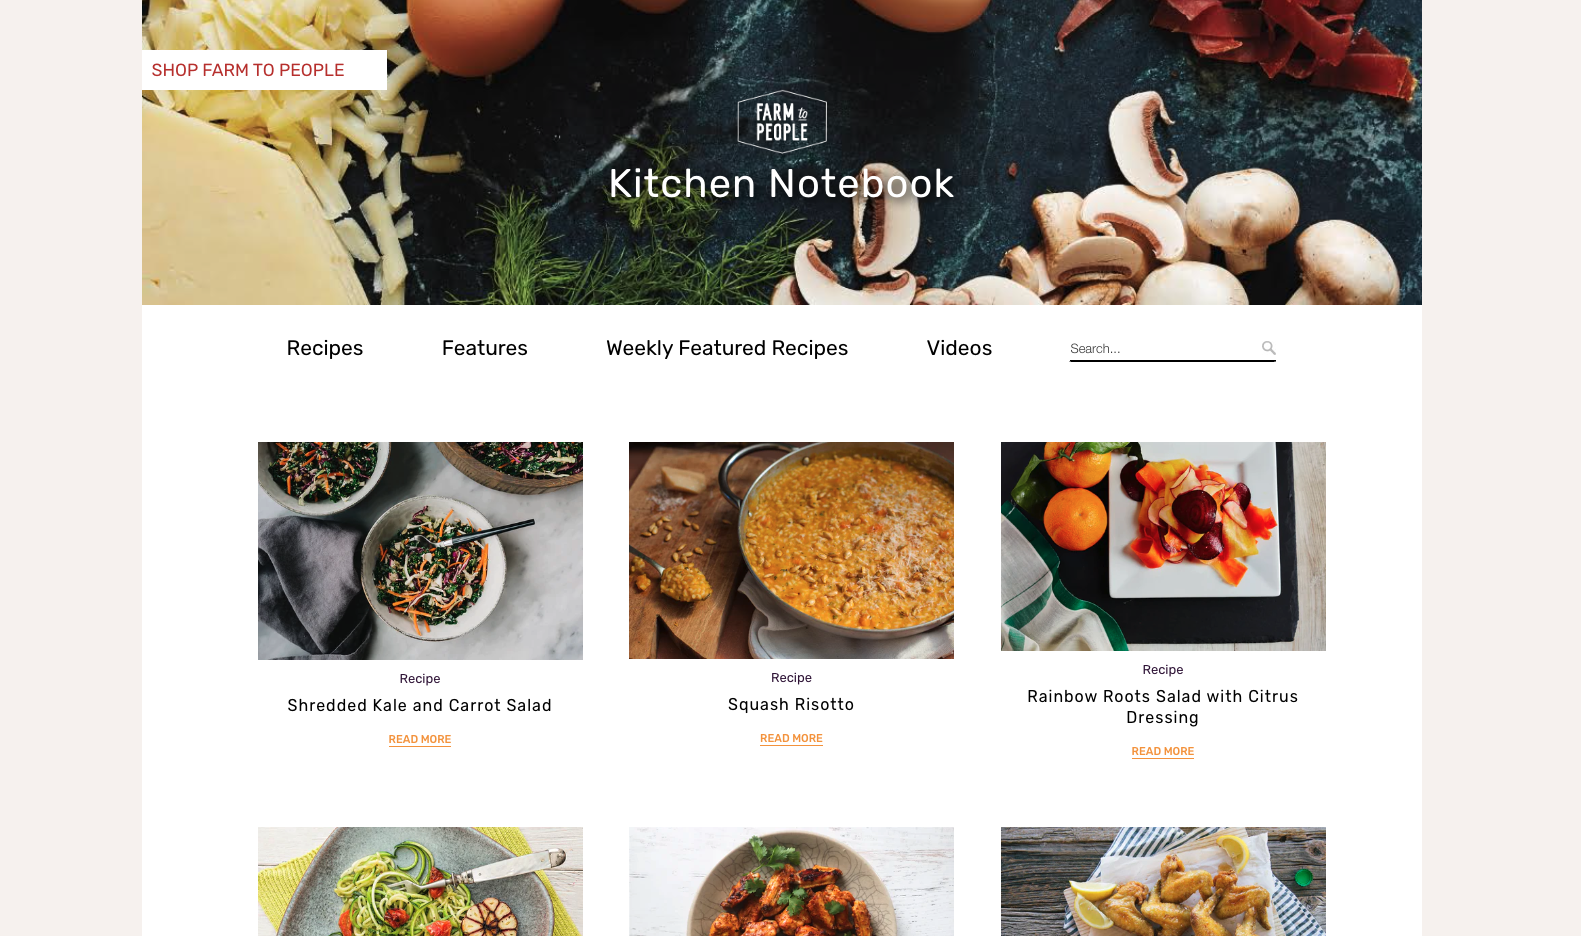 SHOP FARM TO PEOPLE
FARM to
PEOPLE
Kitchen Notebook
Recipes
Features
Weekly Featured Recipes
Videos
Search...
Recipe
Shredded Kale and Carrot Salad
READ MORE
Recipe
Squash Risotto
READ MORE
Recipe
Rainbow Roots Salad with Citrus
Dressing
READ MORE